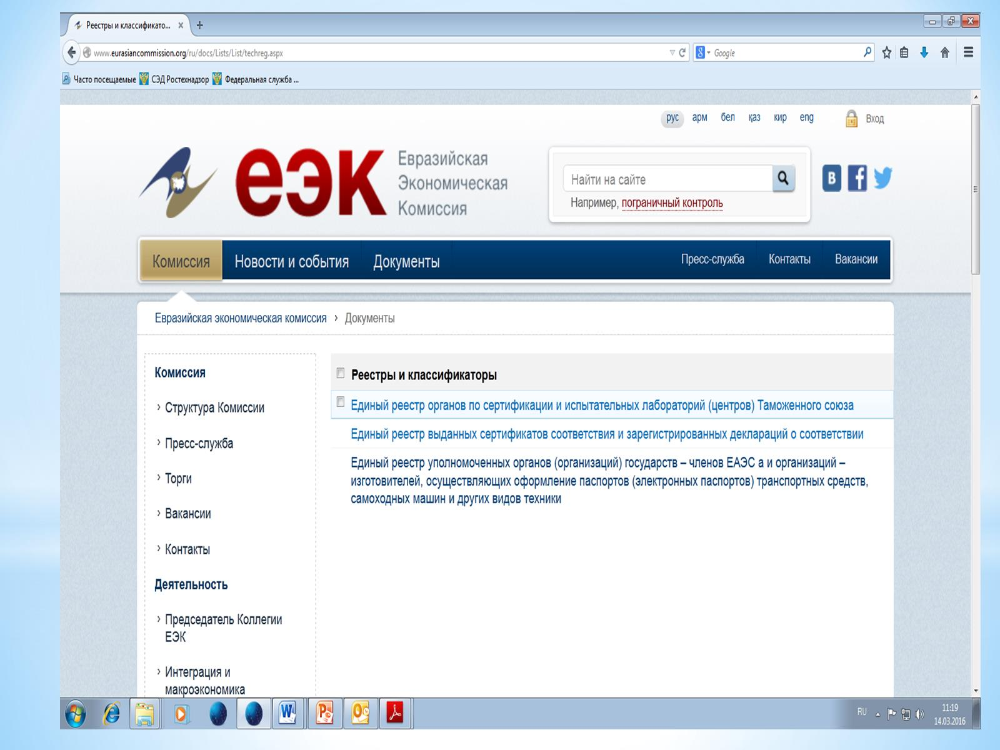 Реестры и классификато...
www.eurasiancommission.org/ru/docs/Lists/List/techreg.aspx
Google
Часто посещаемые СЭД Ростехнадзор Федеральная служба ...
рус арм бел қаз кир eng Вход
еэк
Евразийская
Экономическая
Комиссия
Найти на сайте
Например, пограничный контроль
Комиссия Новости и события Документы Пресс-служба Контакты Вакансии
Евразийская экономическая комиссия › Документы
Комиссия
› Структура Комиссии
› Пресс-служба
› Торги
› Вакансии
› Контакты
Деятельность
› Председатель Коллегии
ЕЭК
› Интеграция и
макроэкономика
Реестры и классификаторы
Единый реестр органов по сертификации и испытательных лабораторий (центров) Таможенного союза
Единый реестр выданных сертификатов соответствия и зарегистрированных деклараций о соответствии
Единый реестр уполномоченных органов (организаций) государств – членов ЕАЭС а и организаций –
изготовителей, осуществляющих оформление паспортов (электронных паспортов) транспортных средств,
самоходных машин и других видов техники
RU
11:19
14.03.2016